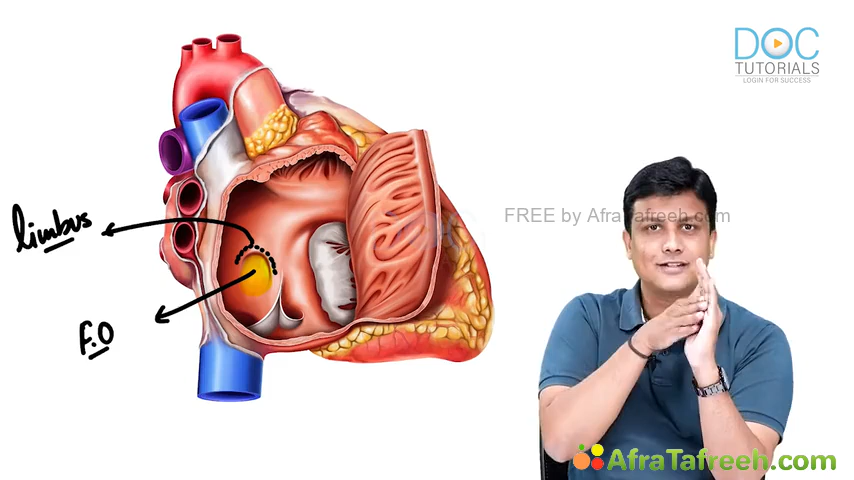 DOC
TUTORIALS
LOGIN FOR SUCCESS
FREE by AfraTafreeh.com
limbus
F.O
AfraTafreeh.com